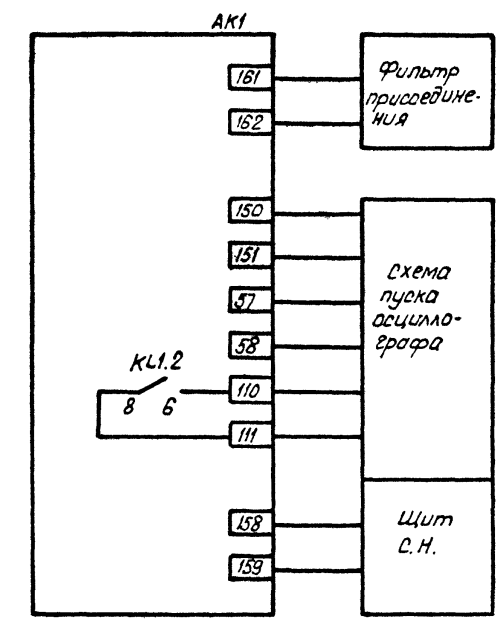 АК1
161
162
Фильтр
присоедине-
ния
150
151
57
58
110
111
Схема
пуска
осцилло-
графа
KL1.2
8 6
158
159
Щит
С.Н.